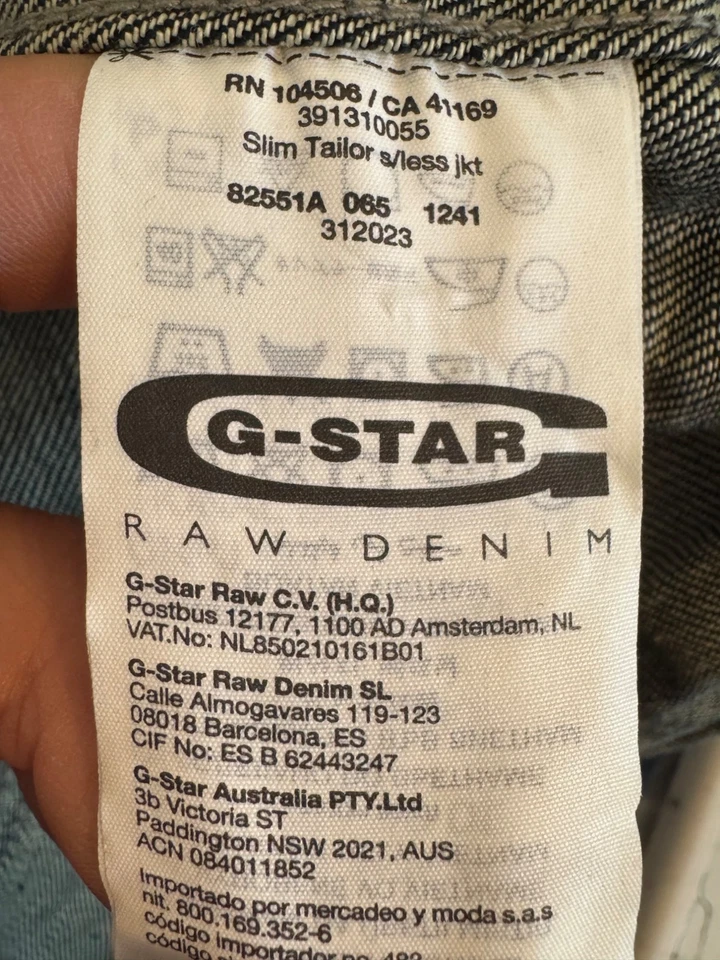 RN 104506 / CA 41169
391310055
Slim Tailor s/less jkt
82551A 065 1241
312023
G-STAR
RAW DENIM
G-Star Raw C.V. (H.Q.)
Postbus 12177, 1100 AD Amsterdam, NL
VAT.No: NL850210161B01
G-Star Raw Denim SL
Calle Almogavares 119-123
08018 Barcelona, ES
CIF No: ES B 62443247
G-Star Australia PTY.Ltd
3b Victoria ST
Paddington NSW 2021, AUS
ACN 084011852
Importado por mercadeo y moda s.a.s
nit. 800.169.352-6
código importador no.
código